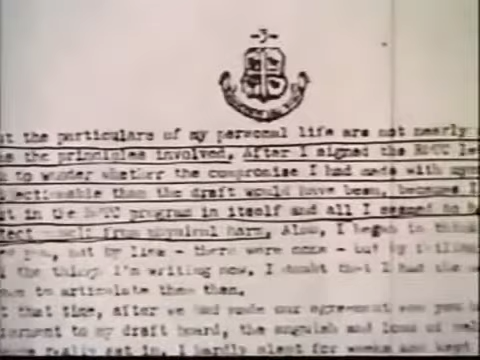 -3-
the particulars of my personal life are not nearly
the principles involved. After I signed the ROTC
to wonder whether the compromise I had made with
than the draft would have been, because I
in the ROTC program in itself and all I seemed to
from physical harm. Also, I began to think
not by lies - there were none - but by
the things I'm writing now. I doubt that I had the
to articulate them then.
that time, after we had made our agreement and you
to my draft board, the anguish and loss of
really set in. I hardly slept for weeks and kept